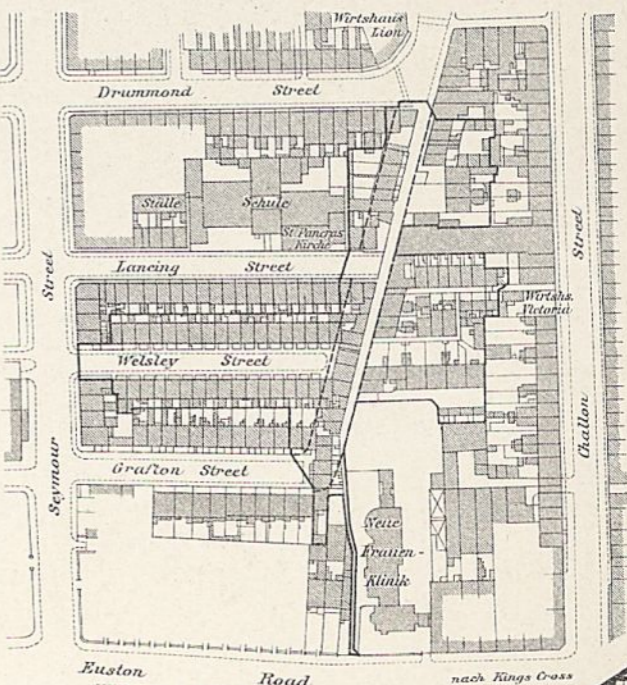 Wirtshaus
Lion
Drummond Street
Ställe
Schule
St. Pancras
Kirche
Street
Street
Lancing Street
Wirtshs.
Victoria
Welsley Street
Challon
Grafton Street
Seymour
Neue
Frauen-
Klinik
Euston Road
nach Kings Cross